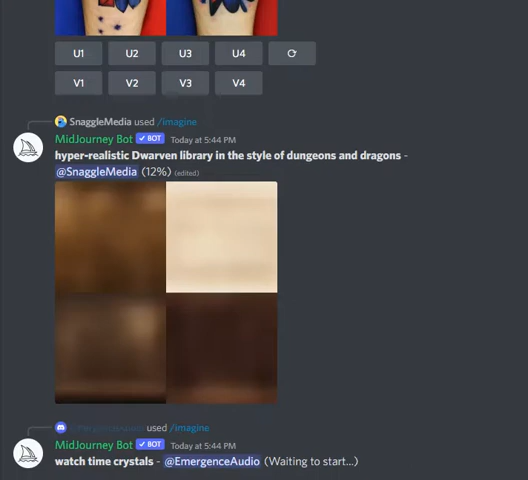 U1 U2 U3 U4
V1 V2 V3 V4
SnaggleMedia used /imagine
MidJourney Bot ✔ BOT Today at 5:44 PM
hyper-realistic Dwarven library in the style of dungeons and dragons -
@SnaggleMedia (12%) (edited)
used /imagine
MidJourney Bot ✔ BOT Today at 5:44 PM
watch time crystals - @EmergenceAudio (Waiting to start...)